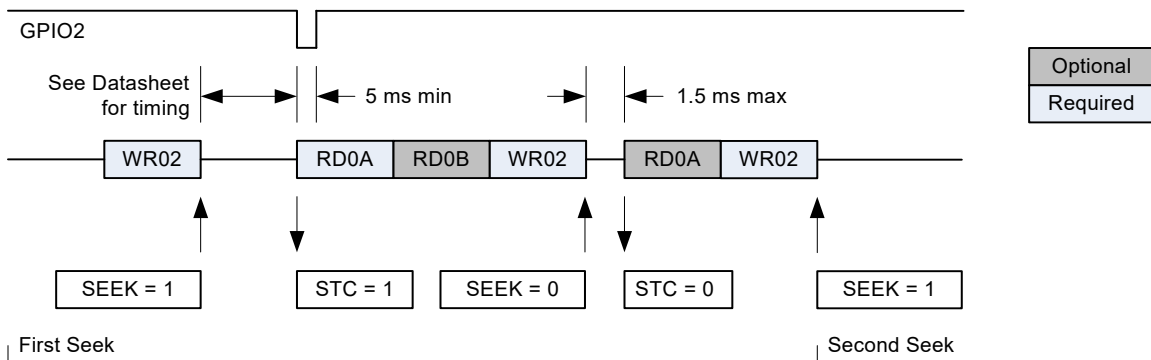 GPIO2
See Datasheet
for timing
5 ms min
1.5 ms max
Optional
Required
WR02
RD0A
RD0B
WR02
RD0A
WR02
SEEK = 1
STC = 1
SEEK = 0
STC = 0
SEEK = 1
First Seek
Second Seek